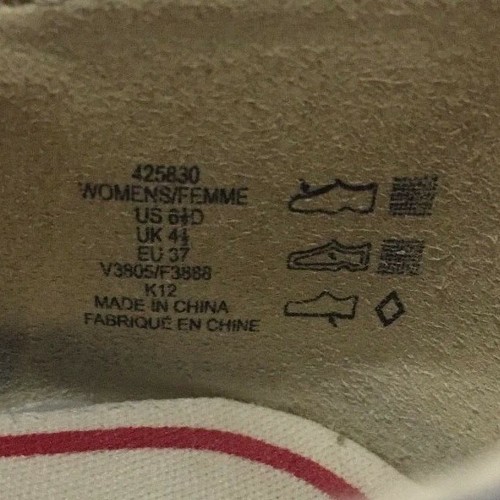 425830
WOMENS/FEMME
US 6½D
UK 4½
EU 37
V3805/F3888
K12
MADE IN CHINA
FABRIQUÉ EN CHINE